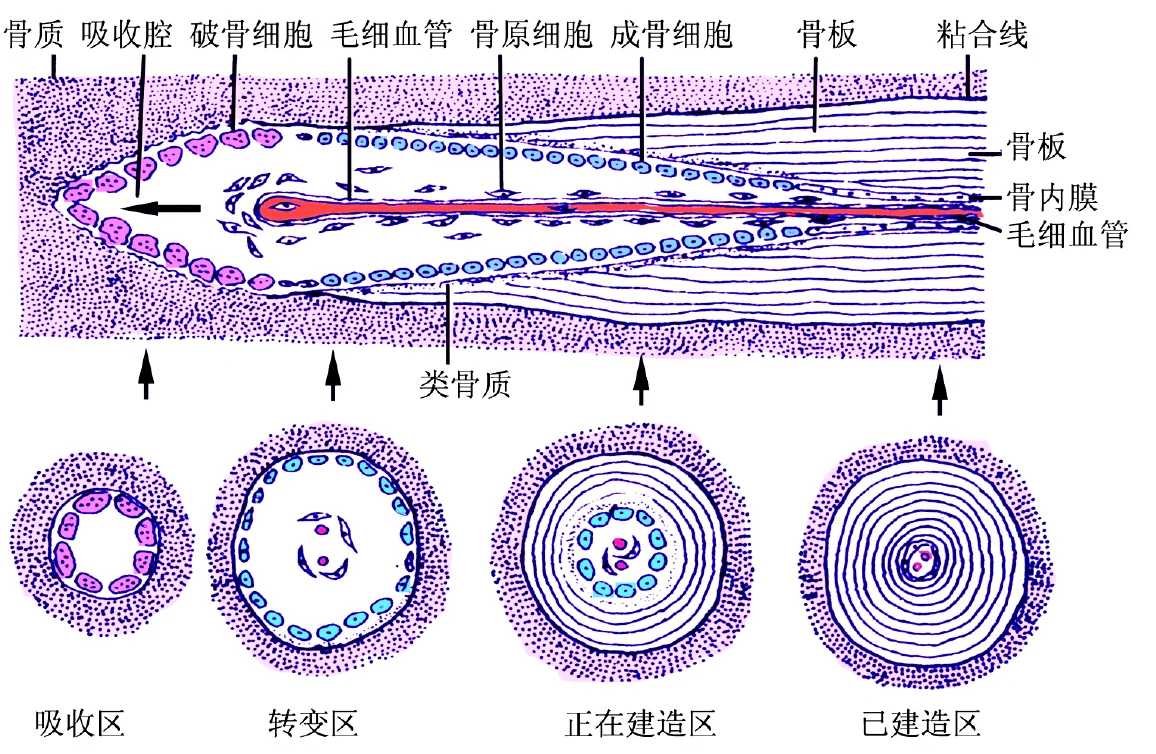 骨质 吸收腔 破骨细胞 毛细血管 骨原细胞 成骨细胞 骨板 粘合线
骨板
骨内膜
毛细血管
类骨质
吸收区 转变区 正在建造区 已建造区